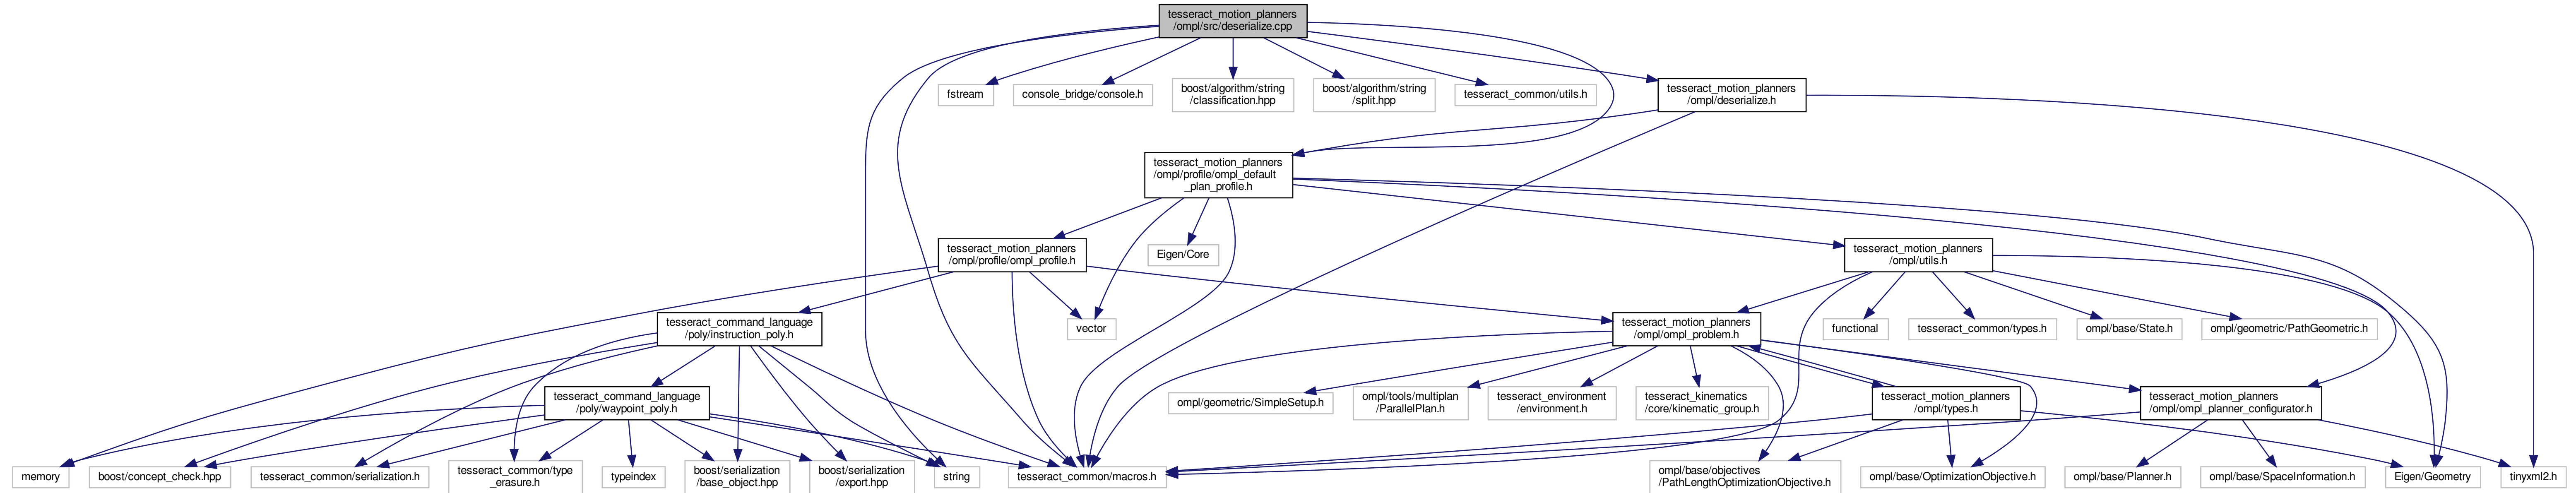 tesseract_motion_planners
/ompl/src/deserialize.cpp
fstream
console_bridge/console.h
boost/algorithm/string
/classification.hpp
boost/algorithm/string
/split.hpp
tesseract_common/utils.h
tesseract_motion_planners
/ompl/deserialize.h
tesseract_motion_planners
/ompl/profile/ompl_default
_plan_profile.h
tesseract_motion_planners
/ompl/profile/ompl_profile.h
Eigen/Core
tesseract_motion_planners
/ompl/utils.h
tesseract_command_language
/poly/instruction_poly.h
vector
tesseract_motion_planners
/ompl/ompl_problem.h
functional
tesseract_common/types.h
ompl/base/State.h
ompl/geometric/PathGeometric.h
tesseract_command_language
/poly/waypoint_poly.h
ompl/geometric/SimpleSetup.h
ompl/tools/multiplan
/ParallelPlan.h
tesseract_environment
/environment.h
tesseract_kinematics
/core/kinematic_group.h
tesseract_motion_planners
/ompl/types.h
tesseract_motion_planners
/ompl/ompl_planner_configurator.h
memory
boost/concept_check.hpp
tesseract_common/serialization.h
tesseract_common/type
_erasure.h
typeindex
boost/serialization
/base_object.hpp
boost/serialization
/export.hpp
string
tesseract_common/macros.h
ompl/base/objectives
/PathLengthOptimizationObjective.h
ompl/base/OptimizationObjective.h
ompl/base/Planner.h
ompl/base/SpaceInformation.h
Eigen/Geometry
tinyxml2.h